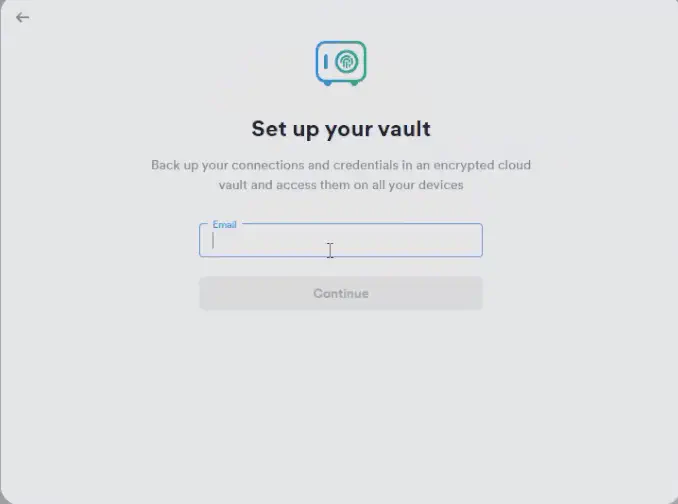 Set up your vault
Back up your connections and credentials in an encrypted cloud
vault and access them on all your devices
Email
Continue